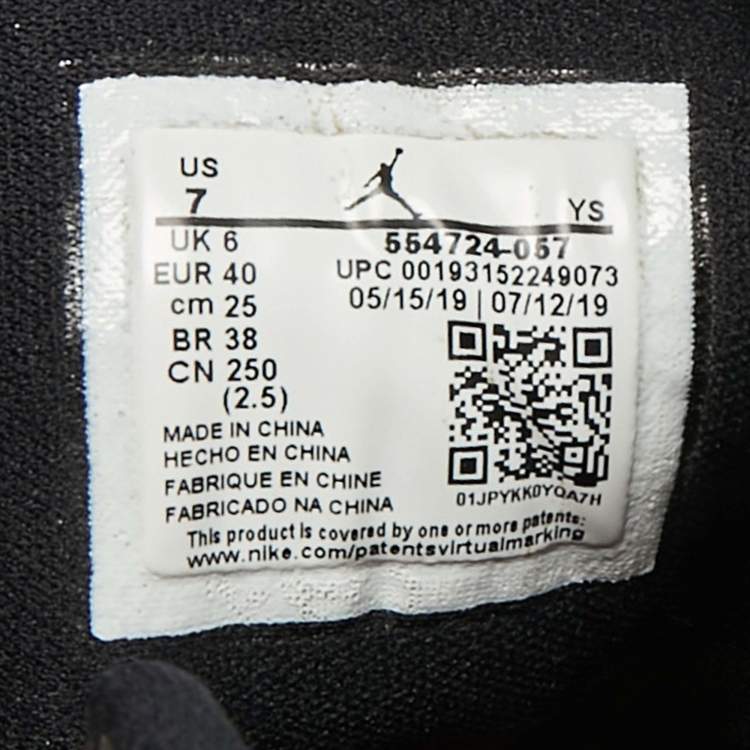 US
7 YS
UK 6 554724-057
EUR 40 UPC 00193152249073
cm 25 05/15/19 | 07/12/19
BR 38
CN 250
(2.5)
MADE IN CHINA
HECHO EN CHINA
FABRIQUE EN CHINE
FABRICADO NA CHINA
01JPYKK0YQA7H
This product is covered by one or more patents:
www.nike.com/patentsvirtualmarking